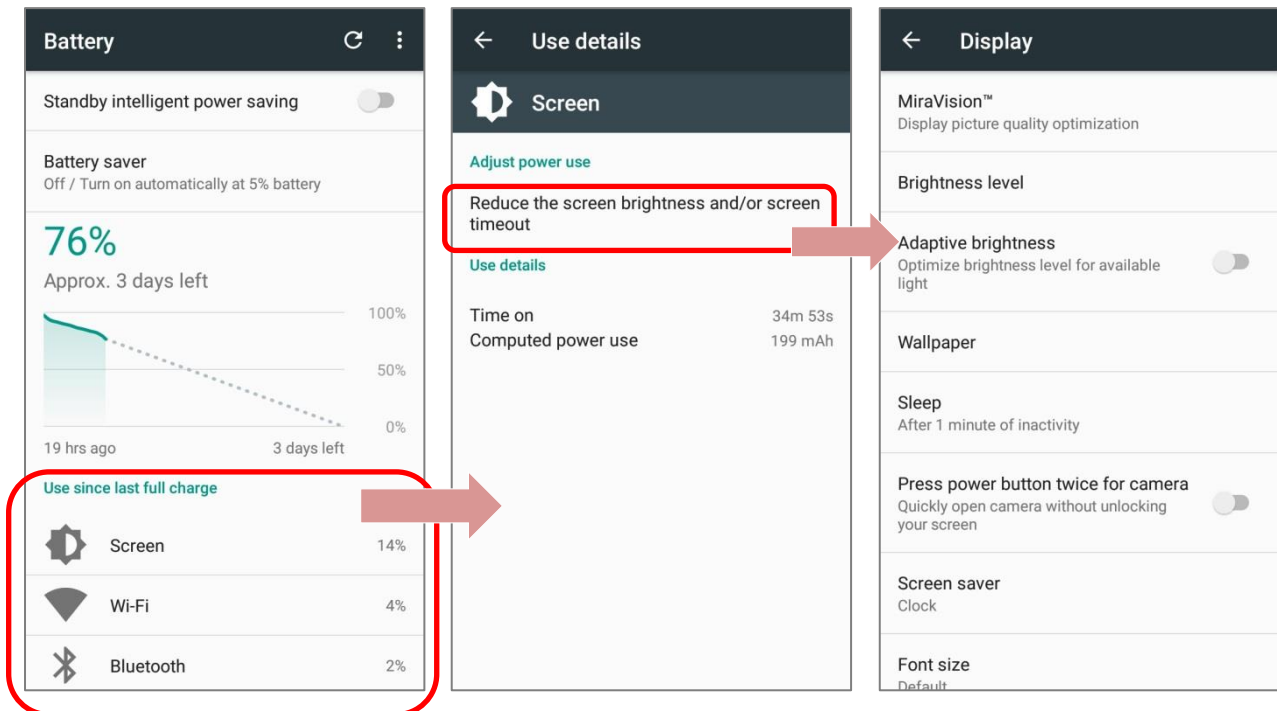 Battery
Standby intelligent power saving
Battery saver
Off / Turn on automatically at 5% battery
76%
Approx. 3 days left
100%
50%
0%
19 hrs ago
3 days left
Use since last full charge
Screen
14%
Wi-Fi
4%
Bluetooth
2%
Use details
Screen
Adjust power use
Reduce the screen brightness and/or screen
timeout
Use details
Time on
34m 53s
Computed power use
199 mAh
Display
MiraVision™
Display picture quality optimization
Brightness level
Adaptive brightness
Optimize brightness level for available
light
Wallpaper
Sleep
After 1 minute of inactivity
Press power button twice for camera
Quickly open camera without unlocking
your screen
Screen saver
Clock
Font size
Default